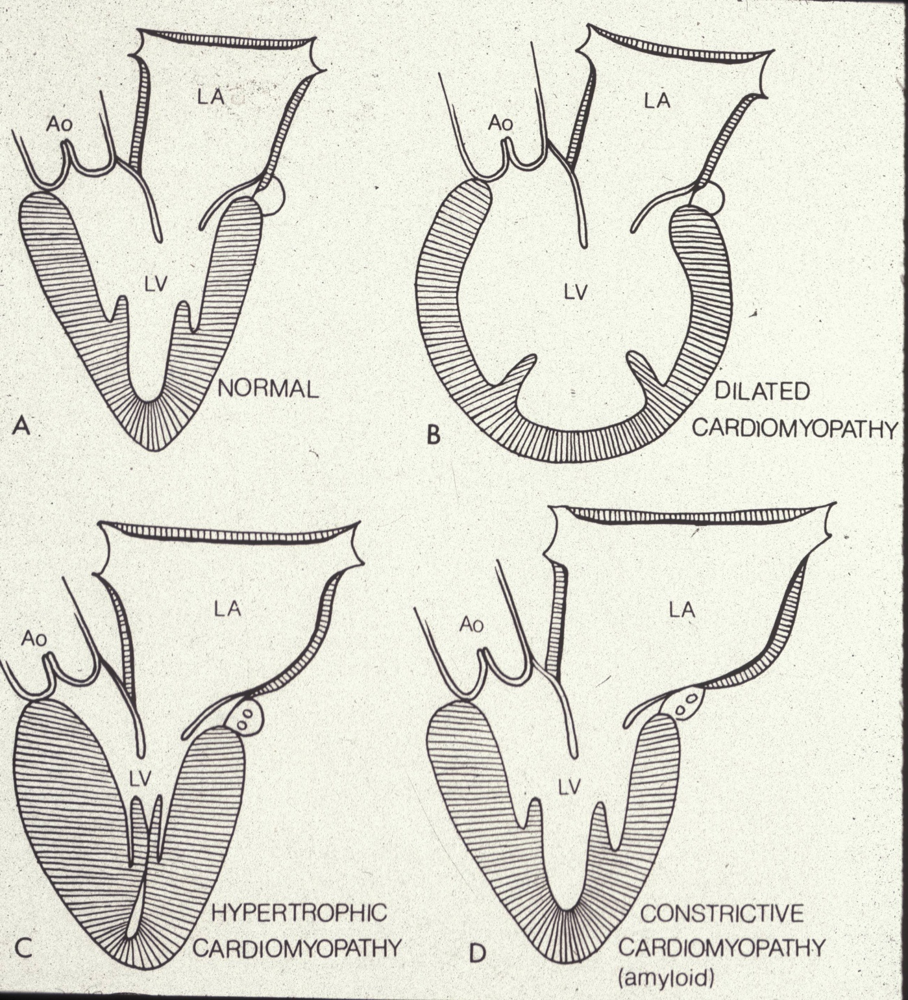 LA
Ao
LV
NORMAL
A
LA
Ao
LV
DILATED
CARDIOMYOPATHY
B
LA
Ao
LV
HYPERTROPHIC
CARDIOMYOPATHY
C
LA
Ao
LV
CONSTRICTIVE
CARDIOMYOPATHY
(amyloid)
D